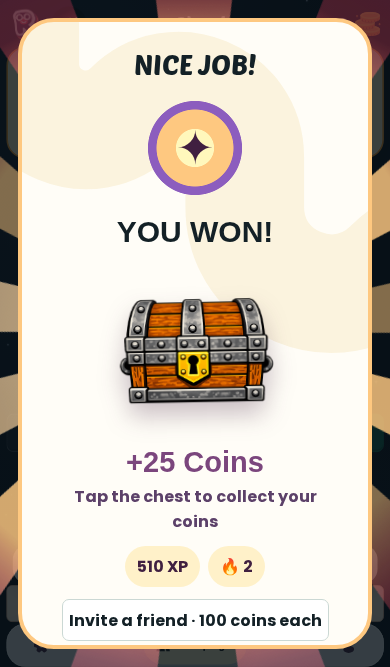 NICE JOB!
YOU WON!
+25 Coins
Tap the chest to collect your
coins
510 XP
🔥 2
Invite a friend · 100 coins each